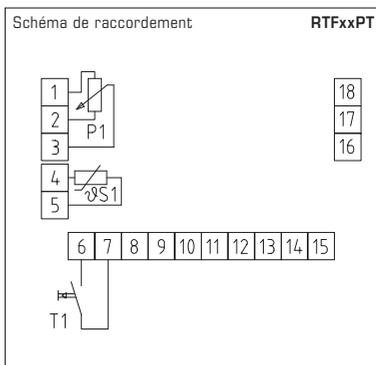 Schéma de raccordement RTFxxPT
1 18
2 P1 17
3 16
4
5 ϑS1
6 7 8 9 10 11 12 13 14 15
T1